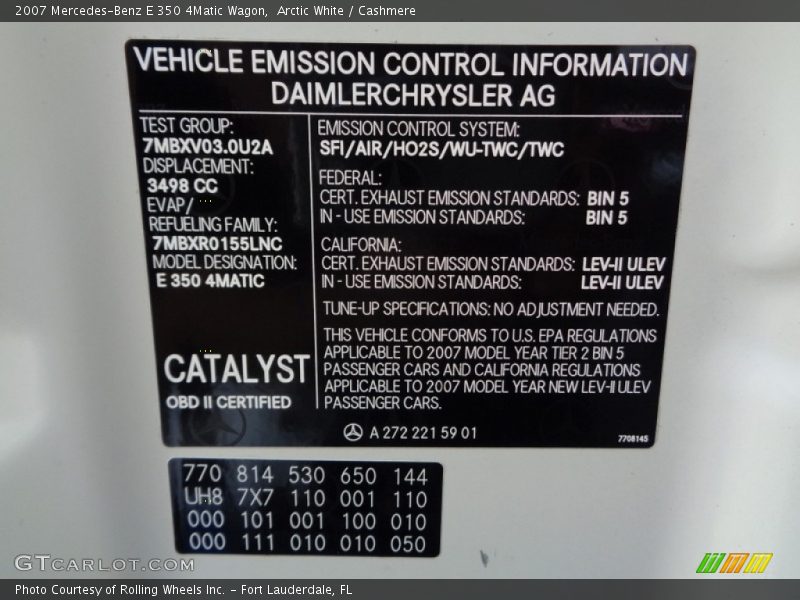 2007 Mercedes-Benz E 350 4Matic Wagon,  Arctic White / Cashmere
VEHICLE EMISSION CONTROL INFORMATION
DAIMLERCHRYSLER AG
TEST GROUP:
7MBXV03.0U2A
DISPLACEMENT:
3498 CC
EVAP/
REFUELING FAMILY:
7MBXR0155LNC
MODEL DESIGNATION:
E 350 4MATIC
CATALYST
OBD II CERTIFIED
EMISSION CONTROL SYSTEM:
SFI/AIR/HO2S/WU-TWC/TWC
FEDERAL:
CERT. EXHAUST EMISSION STANDARDS: BIN 5
IN - USE EMISSION STANDARDS: BIN 5
CALIFORNIA:
CERT. EXHAUST EMISSION STANDARDS: LEV-II ULEV
IN - USE EMISSION STANDARDS: LEV-II ULEV
TUNE-UP SPECIFICATIONS: NO ADJUSTMENT NEEDED.
THIS VEHICLE CONFORMS TO U.S. EPA REGULATIONS
APPLICABLE TO 2007 MODEL YEAR TIER 2 BIN 5
PASSENGER CARS AND CALIFORNIA REGULATIONS
APPLICABLE TO 2007 MODEL YEAR NEW LEV-II ULEV
PASSENGER CARS.
A 272 221 59 01
7708145
770 814 530 650 144
UH8 7X7 110 001 110
000 101 001 100 010
000 111 010 010 050
GTCARLOT.COM
Photo Courtesy of Rolling Wheels Inc. - Fort Lauderdale, FL